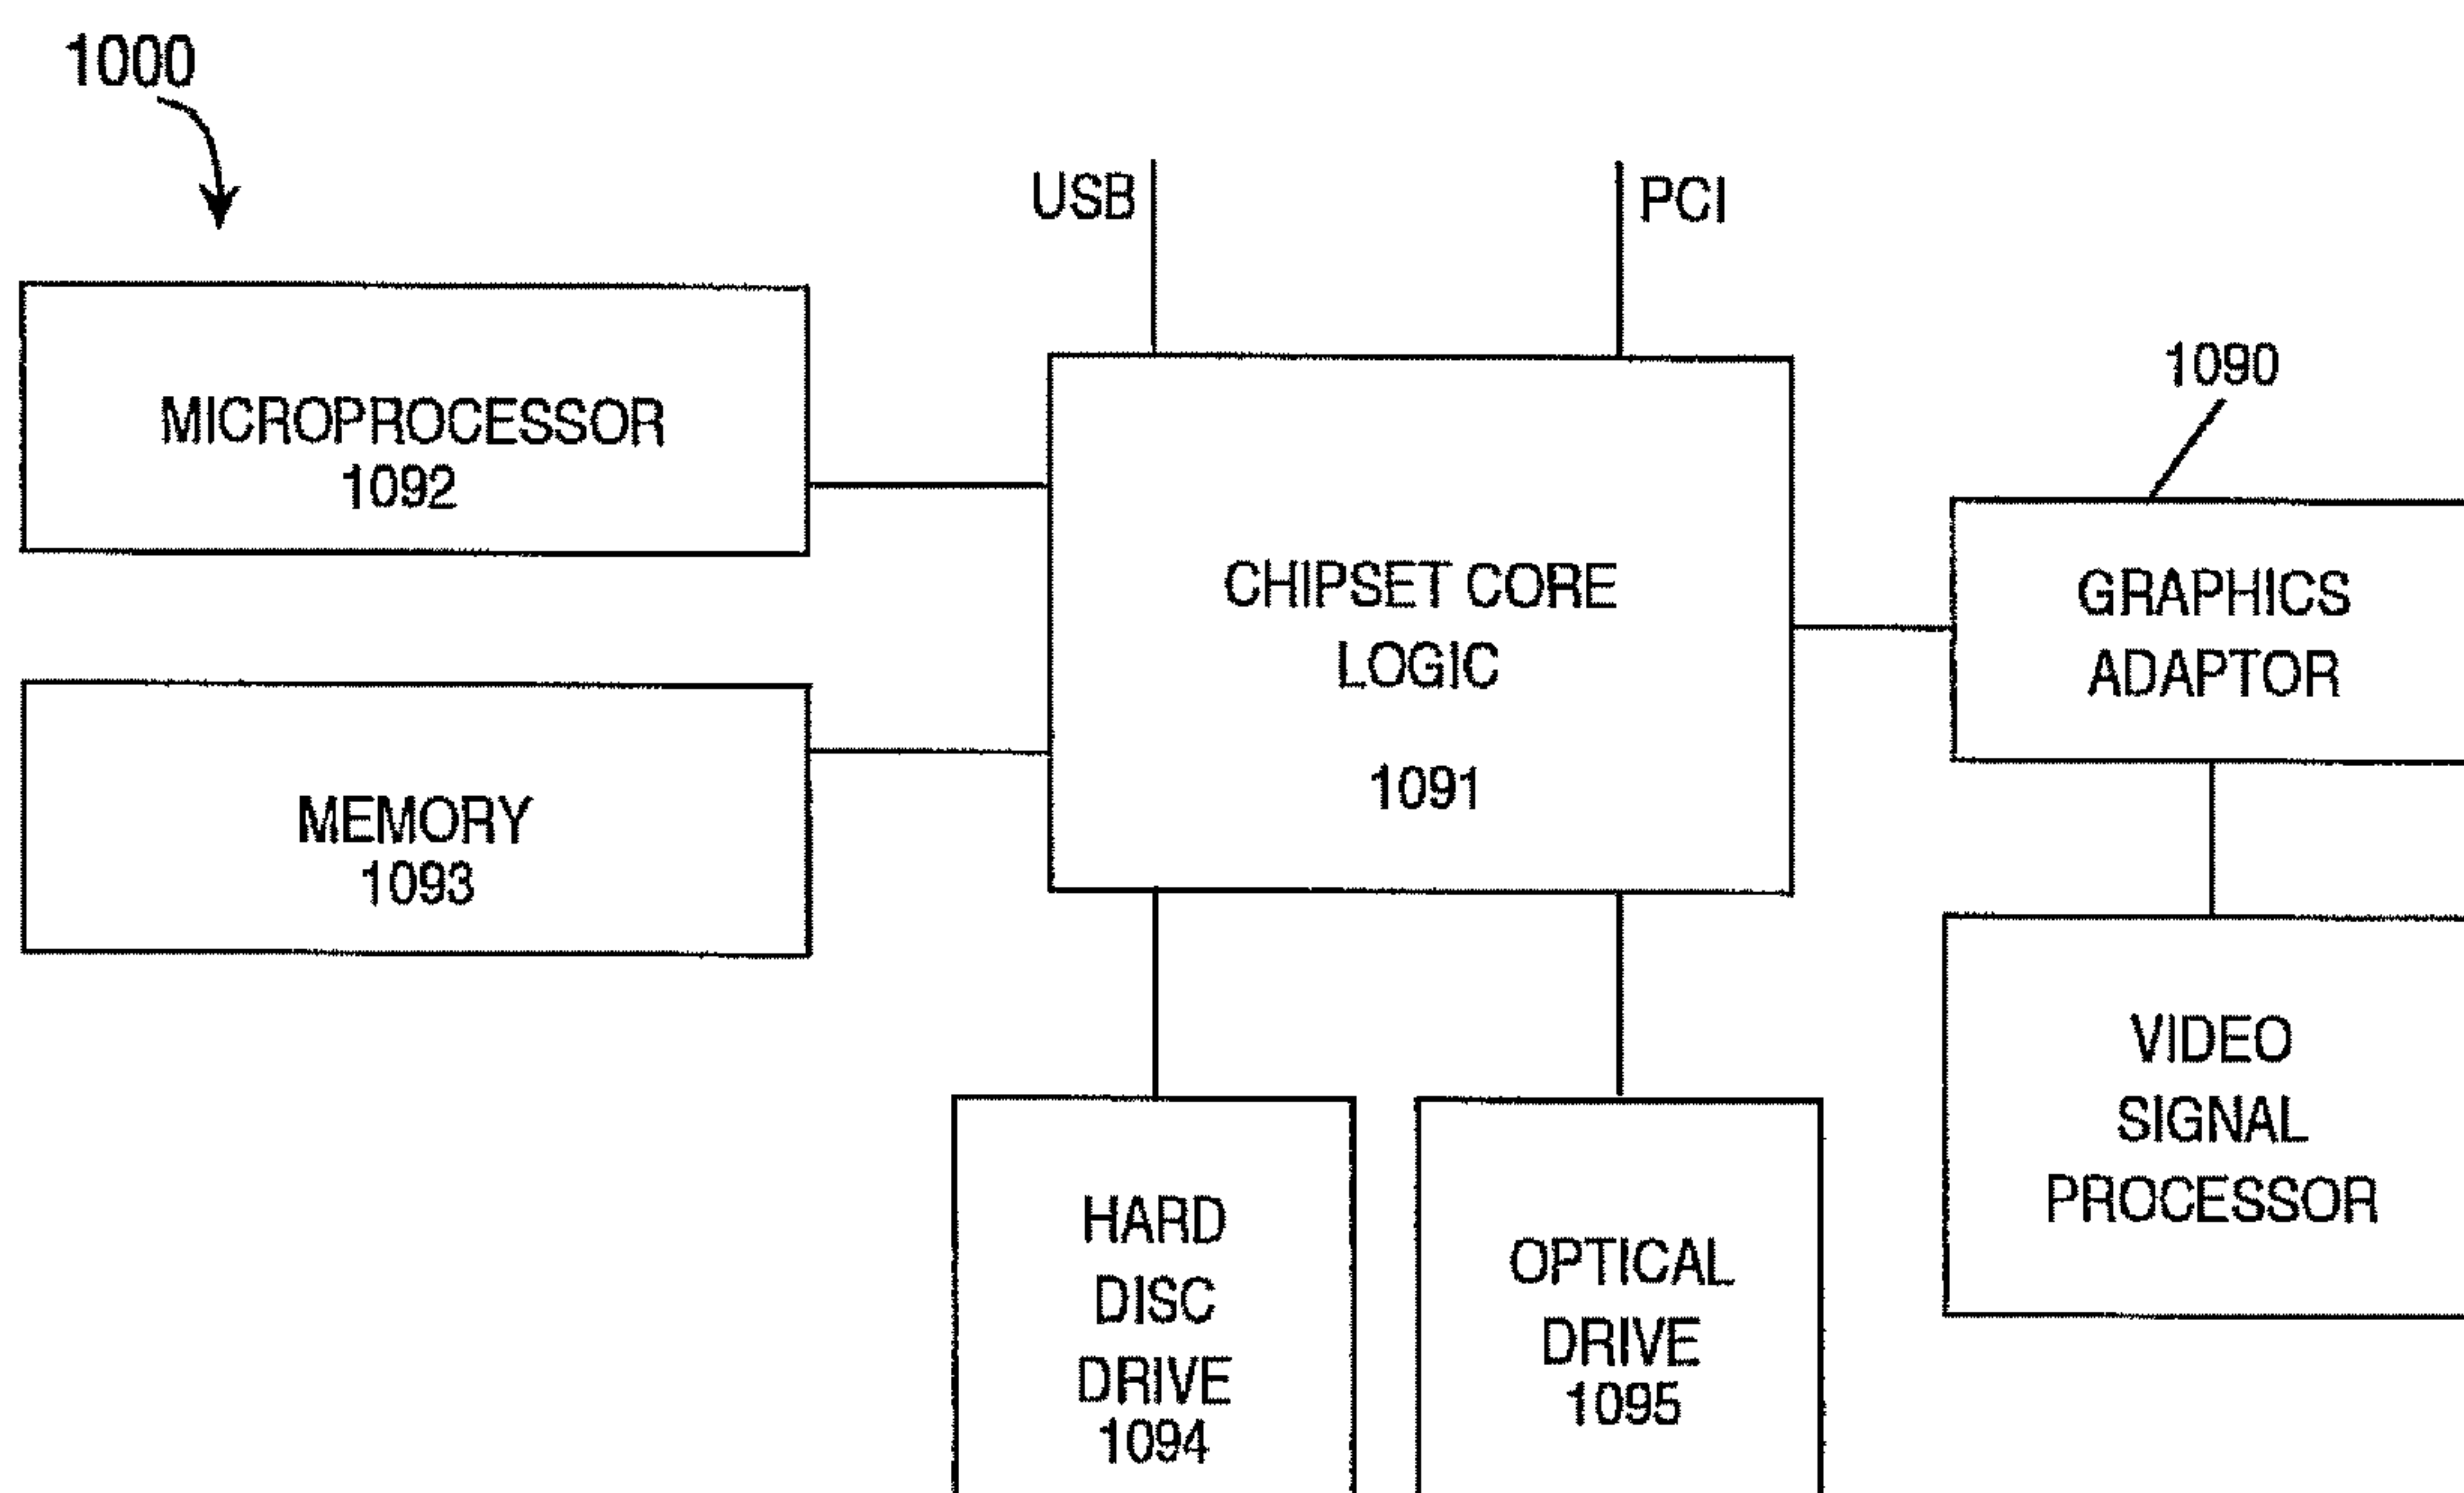 1000
USB
PCI
MICROPROCESSOR
1092
MEMORY
1093
CHIPSET CORE
LOGIC
1091
1090
GRAPHICS
ADAPTOR
VIDEO
SIGNAL
PROCESSOR
HARD
DISC
DRIVE
1094
OPTICAL
DRIVE
1095